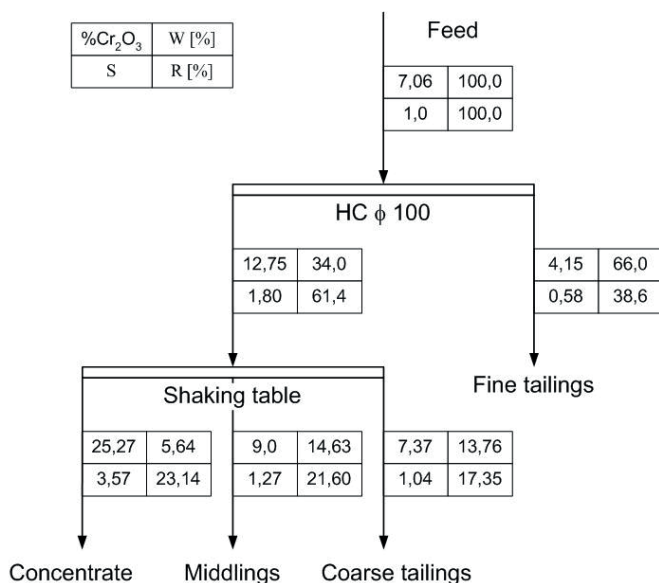 Feed
%Cr₂O₃ W [%]
S R [%]
7,06 100,0
1,0 100,0
HC ϕ 100
12,75 34,0
1,80 61,4
4,15 66,0
0,58 38,6
Fine tailings
Shaking table
25,27 5,64
3,57 23,14
9,0 14,63
1,27 21,60
7,37 13,76
1,04 17,35
Concentrate Middlings Coarse tailings